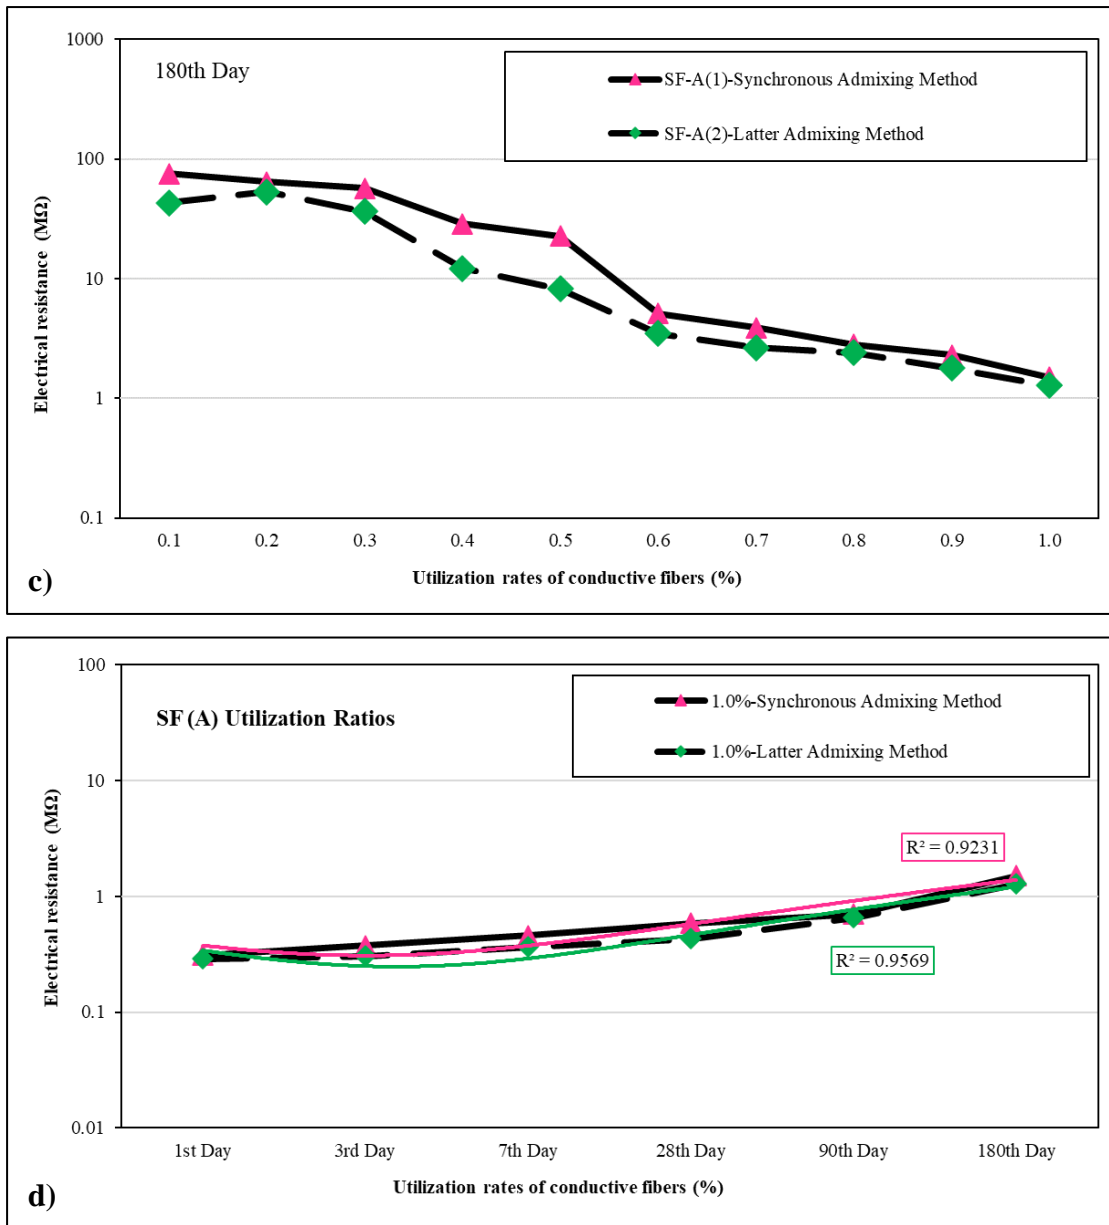 180th Day
SF-A(1)-Synchronous Admixing Method
SF-A(2)-Latter Admixing Method
Electrical resistance (MΩ)
1000
100
10
1
0.1
0.1 0.2 0.3 0.4 0.5 0.6 0.7 0.8 0.9 1.0
Utilization rates of conductive fibers (%)
c)
SF (A) Utilization Ratios
1.0%-Synchronous Admixing Method
1.0%-Latter Admixing Method
Electrical resistance (MΩ)
100
10
1
0.1
0.01
R² = 0.9231
R² = 0.9569
1st Day 3rd Day 7th Day 28th Day 90th Day 180th Day
Utilization rates of conductive fibers (%)
d)